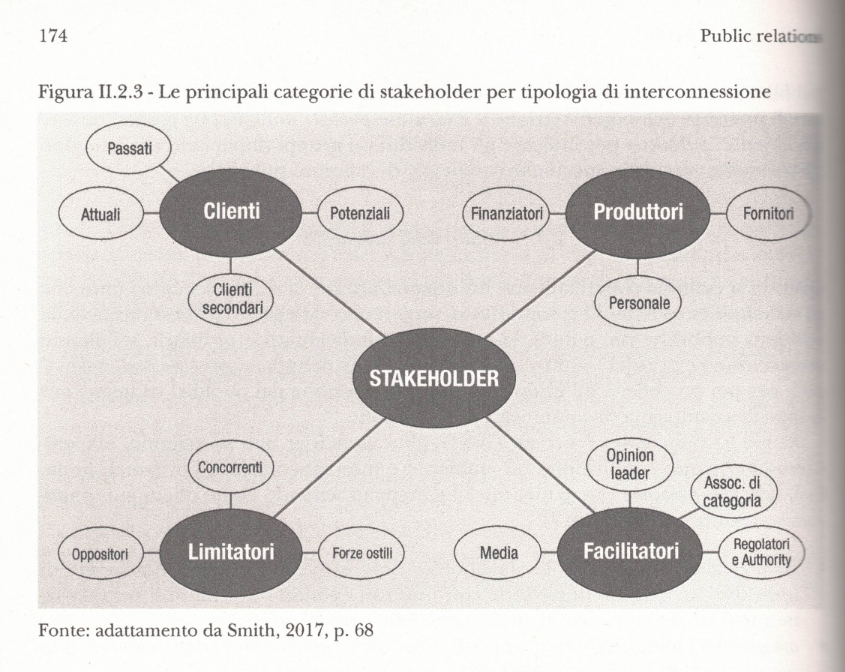 174
Public relations
Figura II.2.3 - Le principali categorie di stakeholder per tipologia di interconnessione
Passati
Attuali
Clienti
Potenziali
Clienti
secondari
Finanziatori
Produttori
Fornitori
Personale
STAKEHOLDER
Concorrenti
Oppositori
Limitatori
Forze ostili
Opinion
leader
Assoc. di
categoria
Media
Facilitatori
Regolatori
e Authority
Fonte: adattamento da Smith, 2017, p. 68